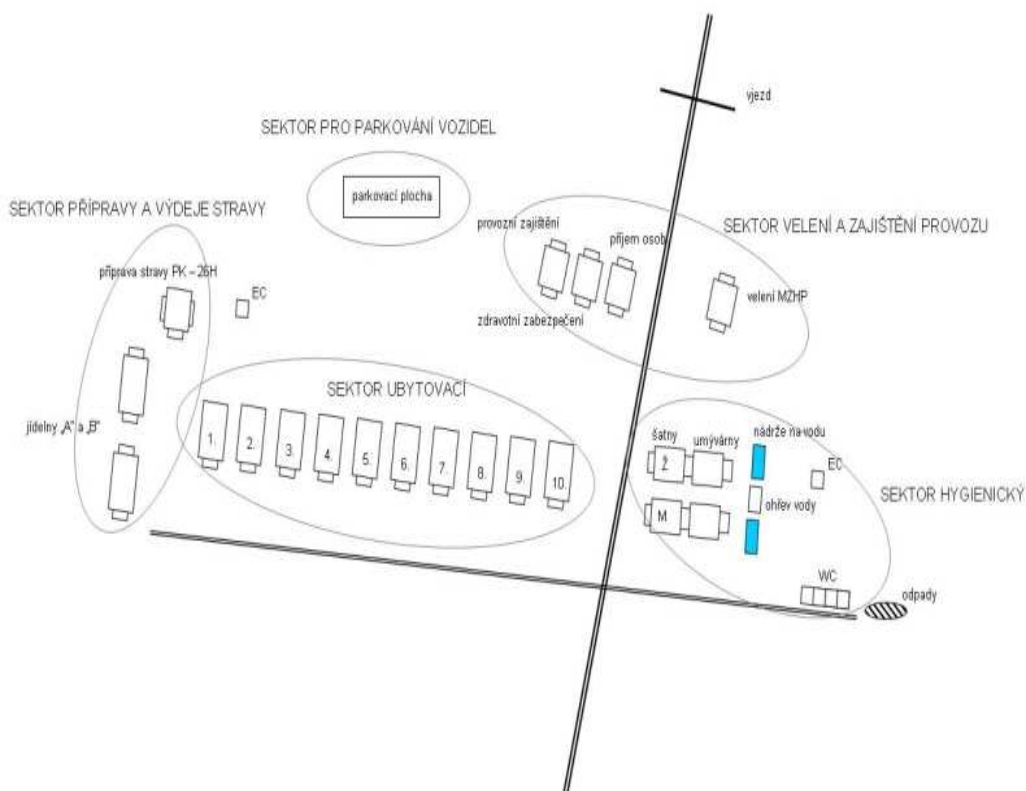 vjezd
SEKTOR PRO PARKOVÁNÍ VOZIDEL
parkovací plocha
SEKTOR PŘÍPRAVY A VÝDEJE STRAVY
provozní zajištění
příjem osob
SEKTOR VELENÍ A ZAJIŠTĚNÍ PROVOZU
příprava stravy PK – 26H
EC
velení MZHP
zdravotní zabezpečení
SEKTOR UBYTOVACÍ
jídelny „A" a „B"
1.
2.
3.
4.
5.
6.
7.
8.
9.
10.
šatny
umývárny
nádrže na vodu
Ž
EC
SEKTOR HYGIENICKÝ
ohřev vody
M
WC
odpady